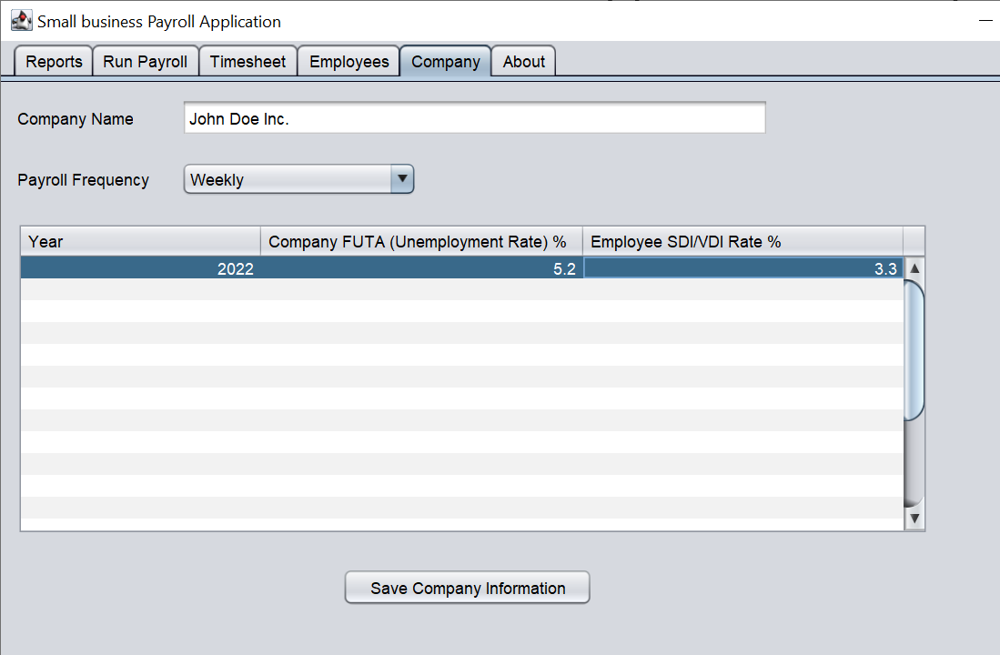 Small business Payroll Application
Reports Run Payroll Timesheet Employees Company About
Company Name John Doe Inc.
Payroll Frequency Weekly
Year Company FUTA (Unemployment Rate) % Employee SDI/VDI Rate %
2022 5.2 3.3
Save Company Information